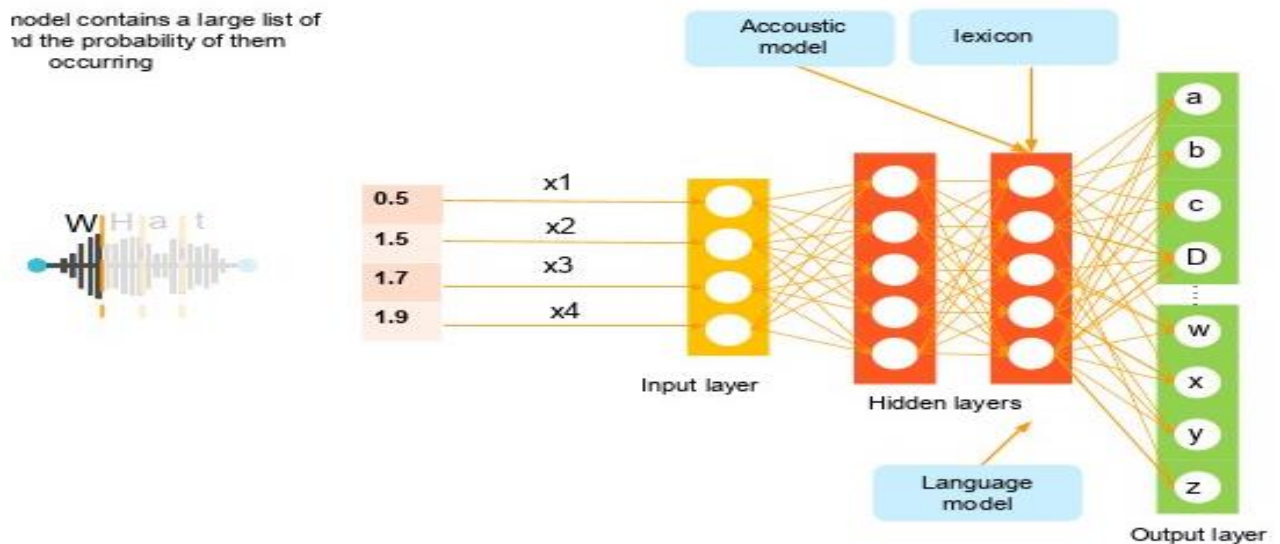 nodel contains a large list of
nd the probability of them
occurring
Accoustic
model
lexicon
W H a t
0.5
1.5
1.7
1.9
x1
x2
x3
x4
Input layer
Hidden layers
Language
model
a
b
c
D
w
x
y
z
Output layer